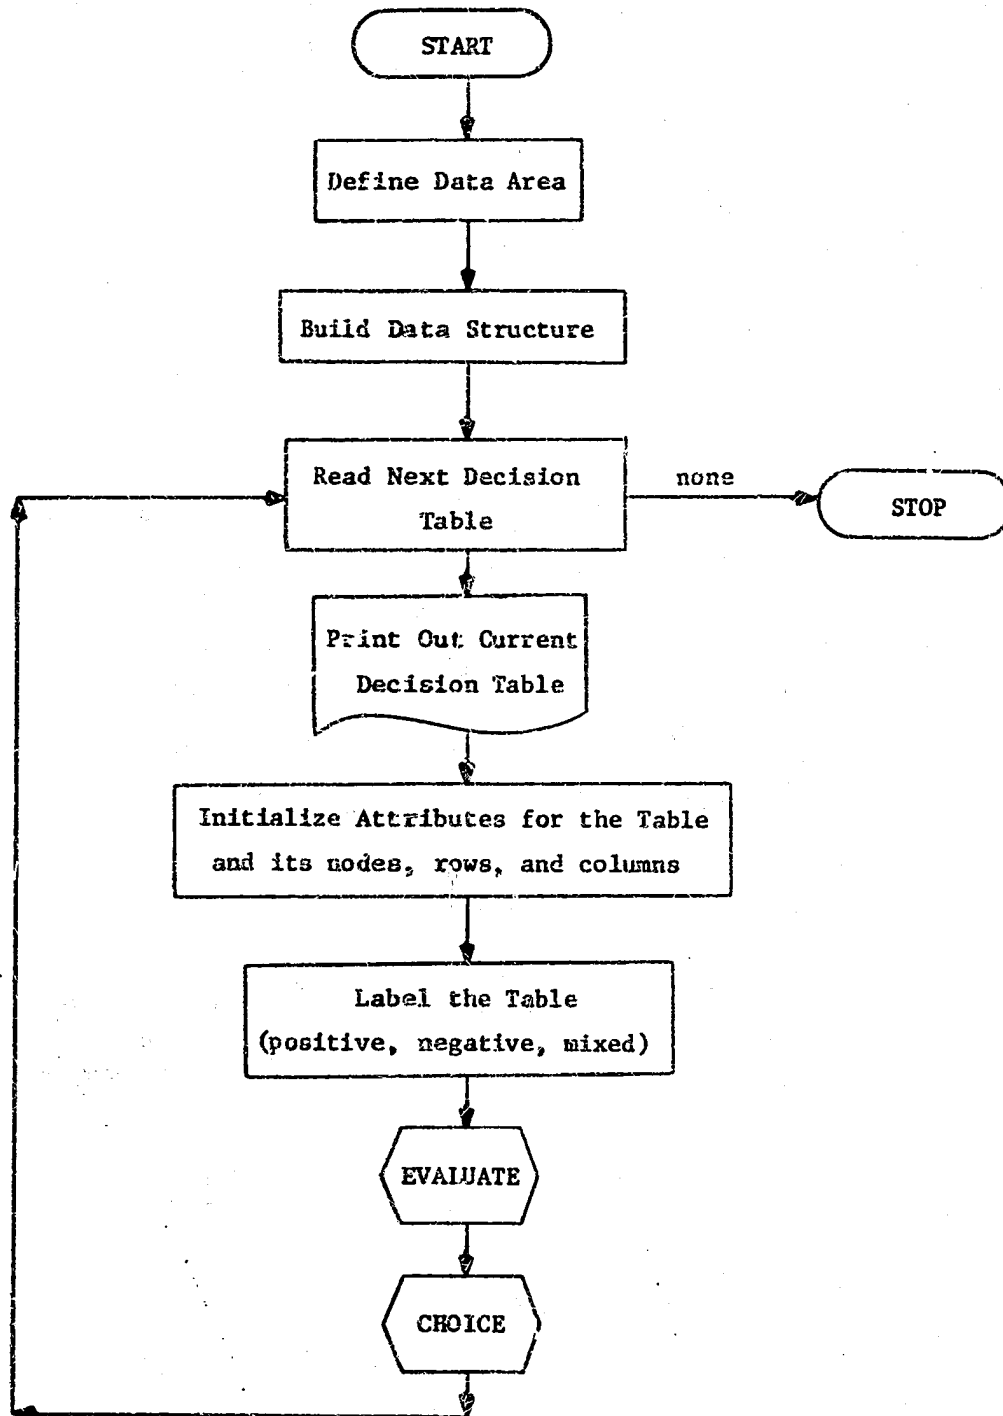 START
Define Data Area
Build Data Structure
Read Next Decision
Table
none
STOP
Print Out Current
Decision Table
Initialize Attributes for the Table
and its nodes, rows, and columns
Label the Table
(positive, negative, mixed)
EVALUATE
CHOICE